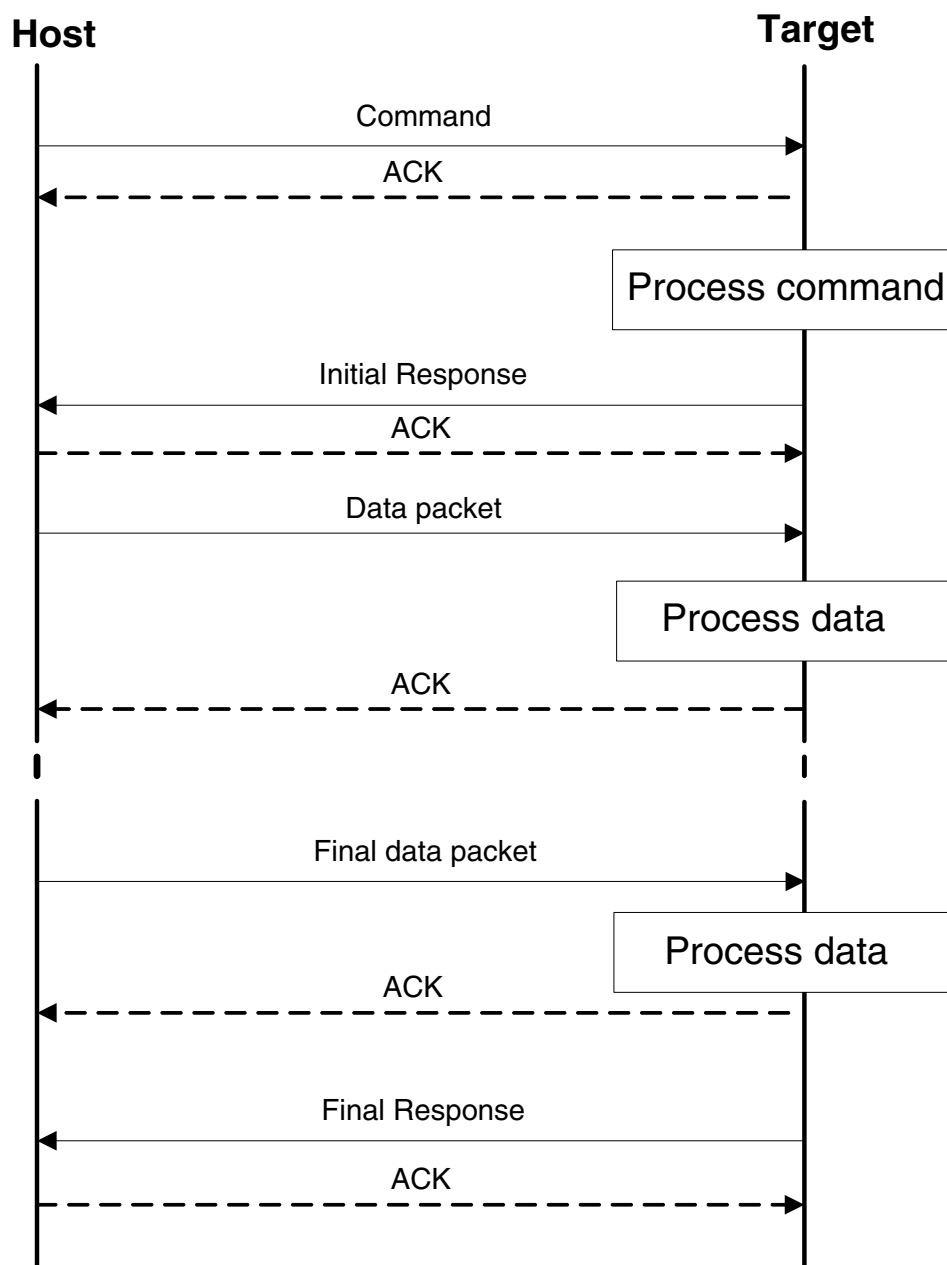 Host
Target
Command
ACK
Process command
Initial Response
ACK
Data packet
Process data
ACK
Final data packet
Process data
ACK
Final Response
ACK